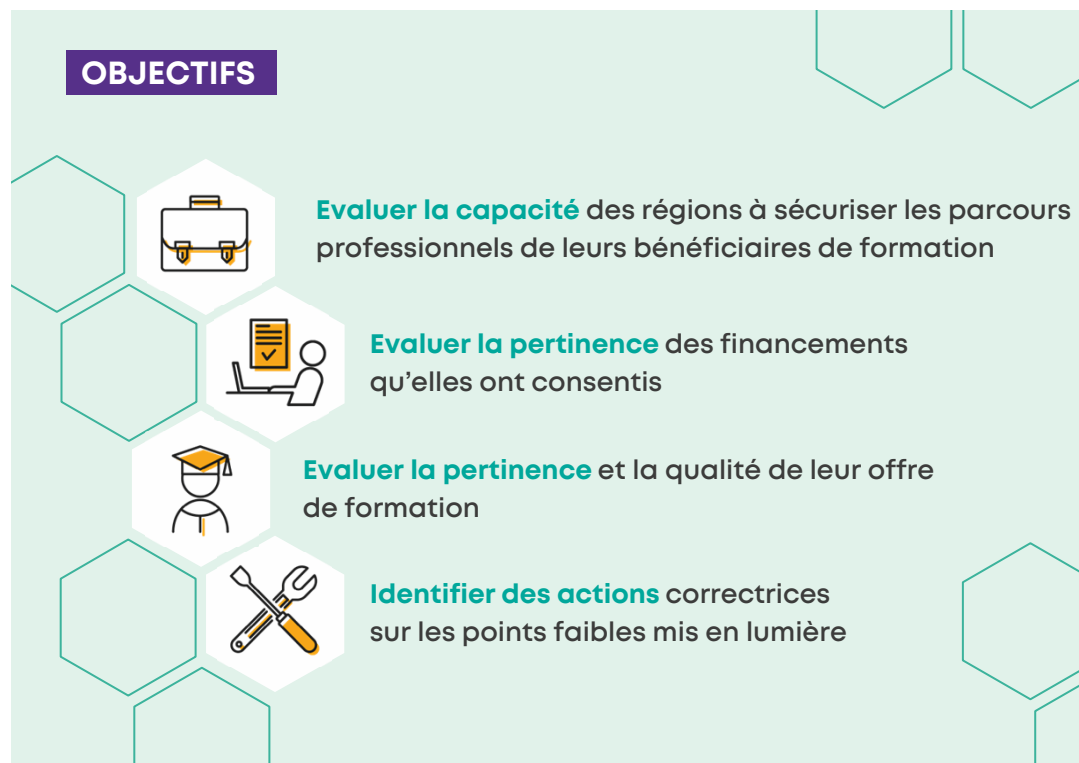 OBJECTIFS
Evaluer la capacité des régions à sécuriser les parcours
professionnels de leurs bénéficiaires de formation
Evaluer la pertinence des financements
qu’elles ont consentis
Evaluer la pertinence et la qualité de leur offre
de formation
Identifier des actions correctrices
sur les points faibles mis en lumière